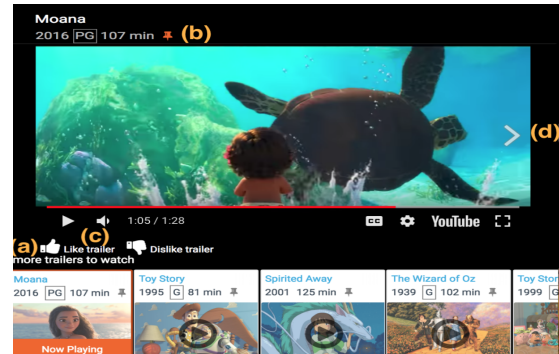 Moana
2016 PG 107 min (b)
(d)
1:05 / 1:28 CC YouTube
(c)
(a) Like trailer Dislike trailer
more trailers to watch
Moana Toy Story Spirited Away The Wizard of Oz Toy Stor
2016 PG 107 min 1995 G 81 min 2001 125 min 1939 G 102 min 1999 G
Now Playing